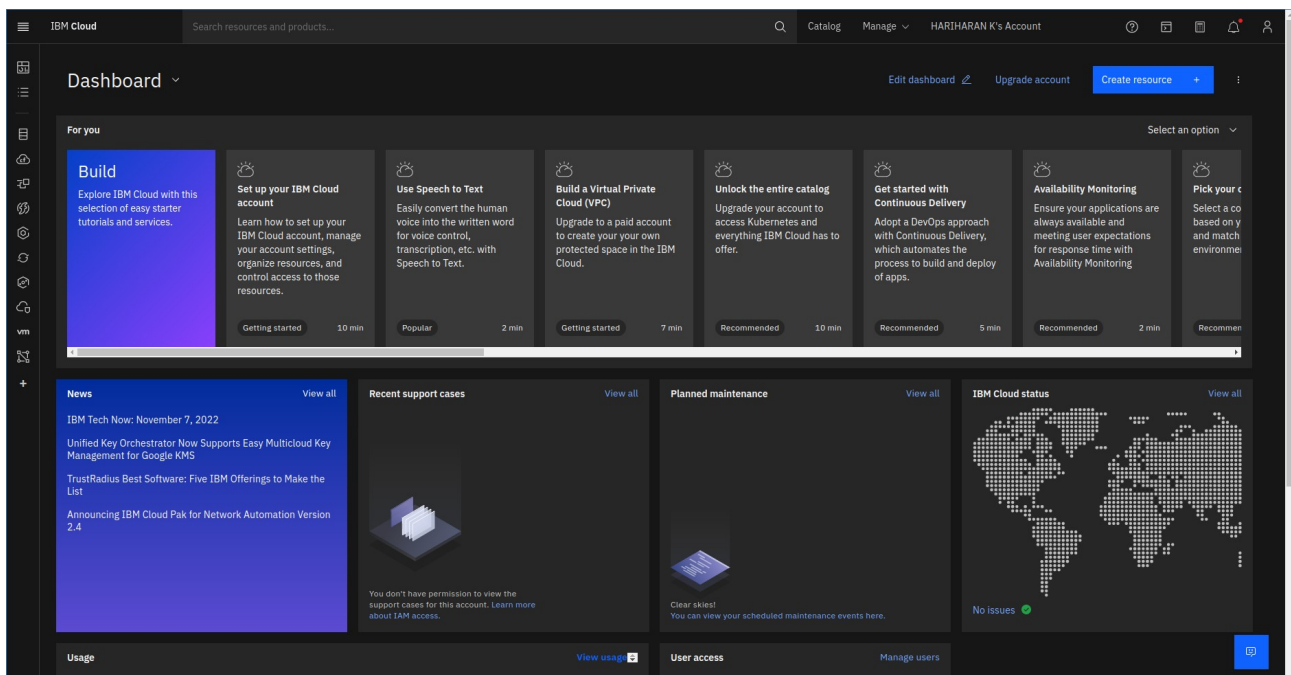 IBM Cloud
Search resources and products...
Catalog
Manage
HARIHARAN K's Account
Dashboard
Edit dashboard
Upgrade account
Create resource +
For you
Select an option
Build
Explore IBM Cloud with this
selection of easy starter
tutorials and services.
Set up your IBM Cloud
account
Learn how to set up your
IBM Cloud account, manage
your account settings,
organize resources, and
control access to those
resources.
Getting started
10 min
Use Speech to Text
Easily convert the human
voice into the written word
for voice control,
transcription, etc. with
Speech to Text.
Popular
2 min
Build a Virtual Private
Cloud (VPC)
Upgrade to a paid account
to create your your own
protected space in the IBM
Cloud.
Getting started
7 min
Unlock the entire catalog
Upgrade your account to
access Kubernetes and
everything IBM Cloud has to
offer.
Recommended
10 min
Get started with
Continuous Delivery
Adopt a DevOps approach
with Continuous Delivery,
which automates the
process to build and deploy
of apps.
Recommended
5 min
Availability Monitoring
Ensure your applications are
always available and
meeting user expectations
for response time with
Availability Monitoring
Recommended
2 min
Pick your c
Select a co
based on y
and match
environme
Recommen
vm
+
News
View all
IBM Tech Now: November 7, 2022
Unified Key Orchestrator Now Supports Easy Multicloud Key
Management for Google KMS
TrustRadius Best Software: Five IBM Offerings to Make the
List
Announcing IBM Cloud Pak for Network Automation Version
2.4
Recent support cases
View all
You don't have permission to view the
support cases for this account. Learn more
about IAM access.
Planned maintenance
View all
Clear skies!
You can view your scheduled maintenance events here.
IBM Cloud status
View all
No issues
Usage
View usage
User access
Manage users